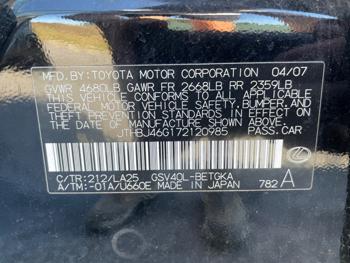 MFD.BY:TOYOTA MOTOR CORPORATION 04/07
GVWR 4680LB GAWR FR 2668LB RR 2359LB
THIS VEHICLE CONFORMS TO ALL APPLICABLE
FEDERAL MOTOR VEHICLE SAFETY, BUMPER, AND
THEFT PREVENTION STANDARDS IN EFFECT ON
THE DATE OF MANUFACTURE SHOWN ABOVE.
JTHBJ46G172120985 PASS.CAR
C/TR:212/LA25 GSV40L-BETGKA
A/TM:-01A/U660E MADE IN JAPAN 782 A